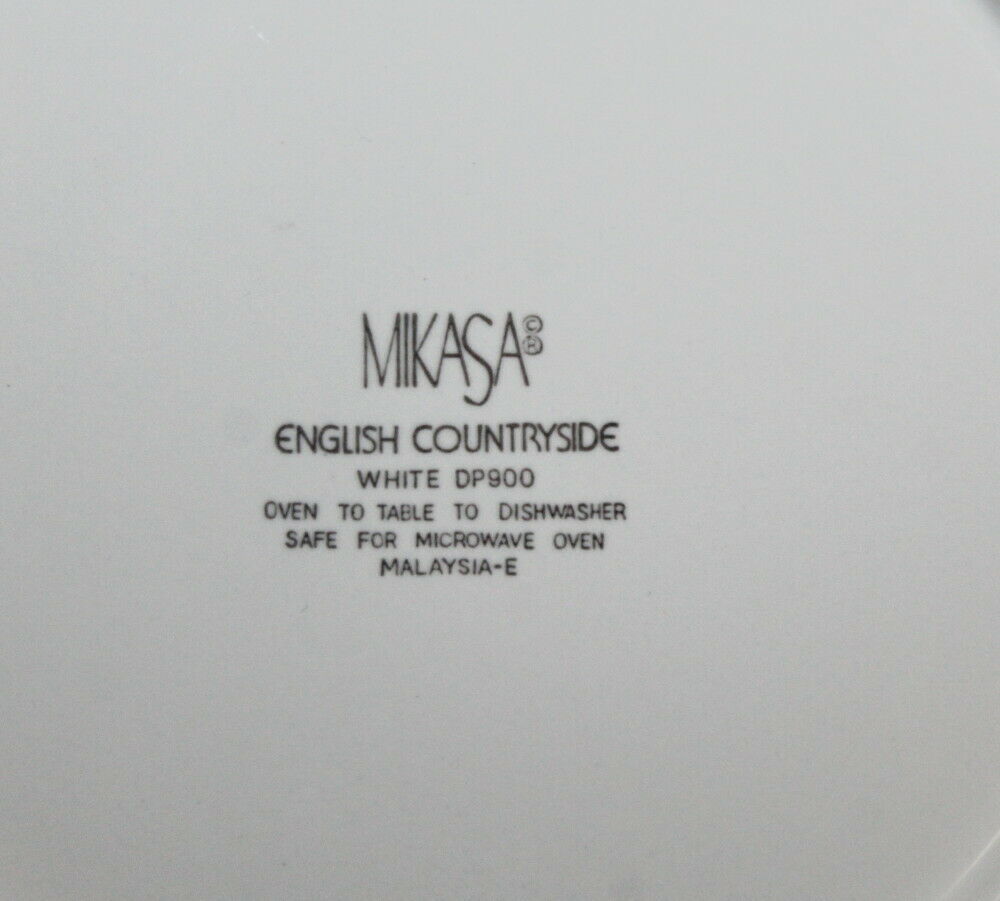 MIKASA©®
ENGLISH COUNTRYSIDE
WHITE DP900
OVEN TO TABLE TO DISHWASHER
SAFE FOR MICROWAVE OVEN
MALAYSIA-E